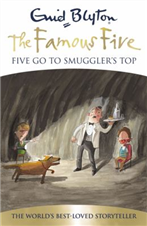 Enid Blyton
The Famous Five
FIVE GO TO SMUGGLER'S TOP
THE WORLD'S BEST-LOVED STORYTELLER